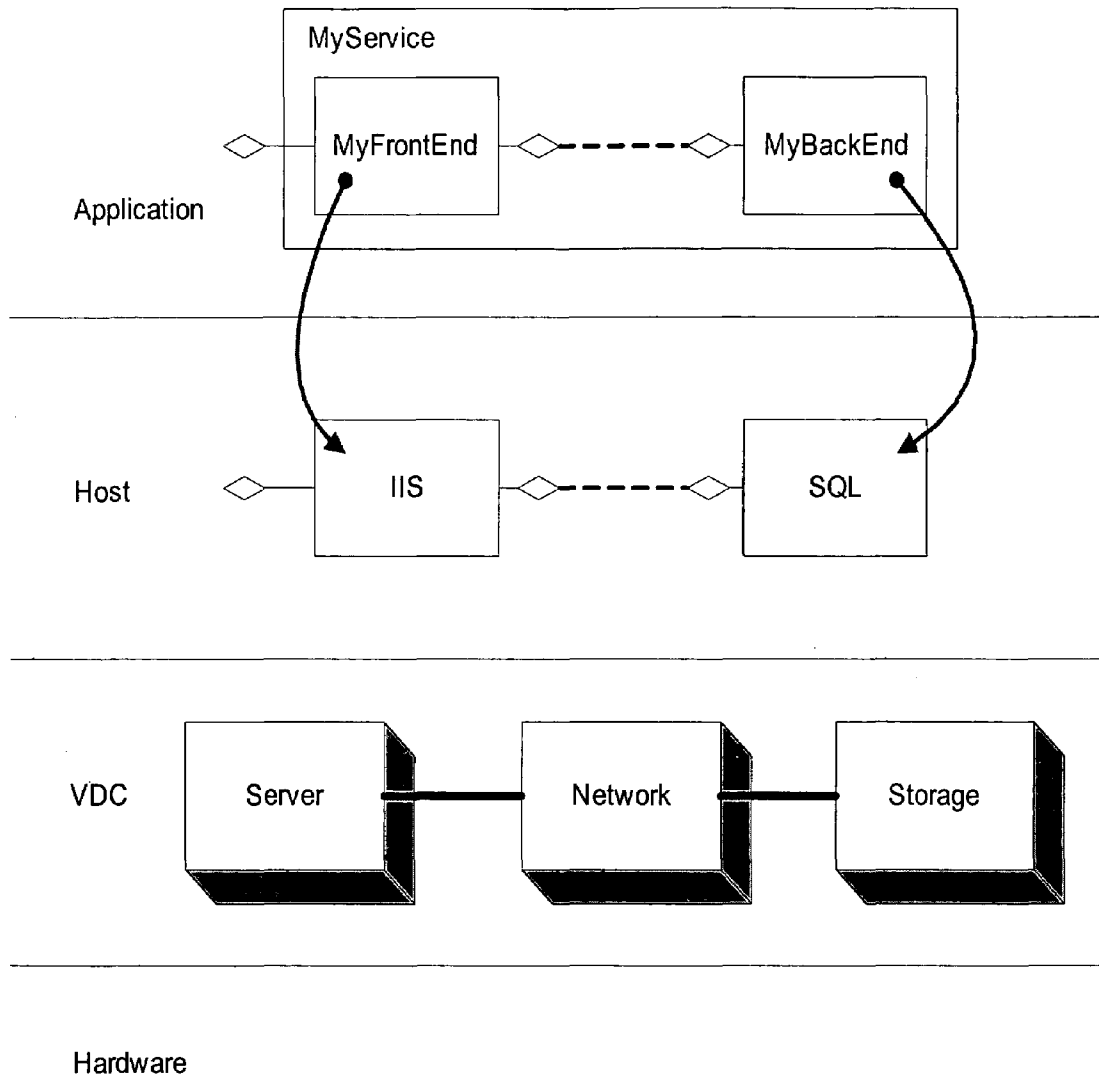 MyService
MyFrontEnd
MyBackEnd
Application
Host
IIS
SQL
VDC
Server
Network
Storage
Hardware